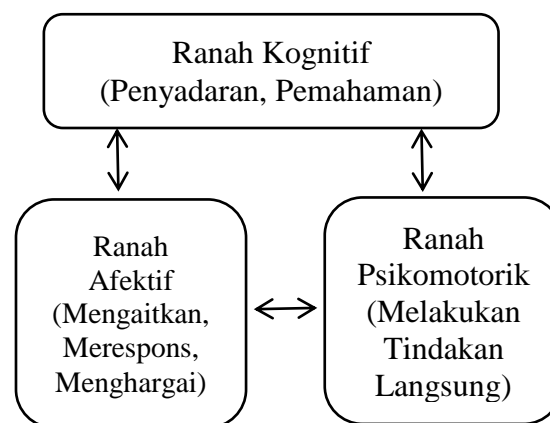 Ranah Kognitif
(Penyadaran, Pemahaman)
Ranah
Afektif
(Mengaitkan,
Merespons,
Menghargai)
Ranah
Psikomotorik
(Melakukan
Tindakan
Langsung)